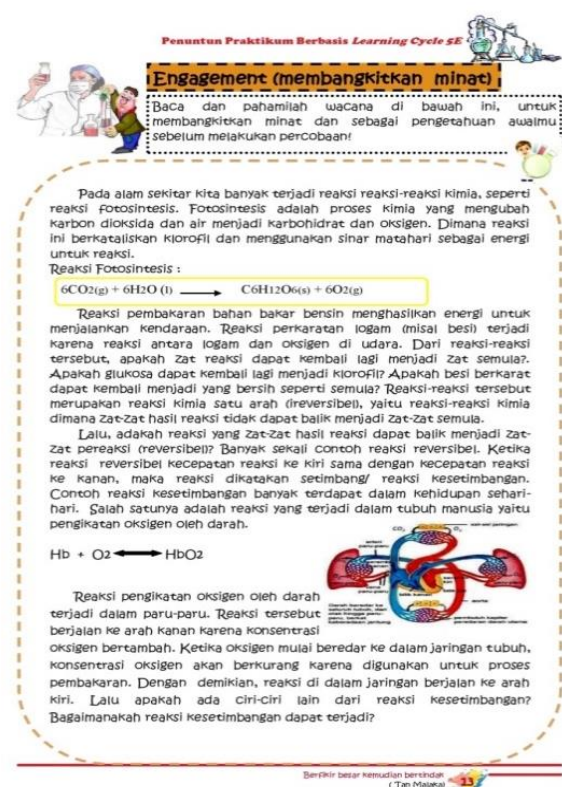 Penuntun Praktikum Berbasis Learning Cycle 5E
Engagement (membangkitkan minat)
Baca dan pahamilah wacana di bawah ini, untuk
membangkitkan minat dan sebagai pengetahuan awalmu
sebelum melakukan percobaan!
Pada alam sekitar kita banyak terjadi reaksi reaksi-reaksi kimia, seperti
reaksi fotosintesis. Fotosintesis adalah proses kimia yang mengubah
karbon dioksida dan air menjadi karbohidrat dan oksigen. Dimana reaksi
ini berkataliskan klorofil dan menggunakan sinar matahari sebagai energi
untuk reaksi.
Reaksi Fotosintesis :
6CO2(g) + 6H2O (l) ⟶ C6H12O6(s) + 6O2(g)
Reaksi pembakaran bahan bakar bensin menghasilkan energi untuk
menjalankan kendaraan. Reaksi perkaratan logam (misal besi) terjadi
karena reaksi antara logam dan oksigen di udara. Dari reaksi-reaksi
tersebut, apakah zat reaksi dapat kembali lagi menjadi zat semula?.
Apakah glukosa dapat kembali lagi menjadi klorofil? Apakah besi berkarat
dapat kembali menjadi yang bersih seperti semula? Reaksi-reaksi tersebut
merupakan reaksi kimia satu arah (ireversibel), yaitu reaksi-reaksi kimia
dimana zat-zat hasil reaksi tidak dapat balik menjadi zat-zat semula.
Lalu, adakah reaksi yang zat-zat hasil reaksi dapat balik menjadi zat-
zat pereaksi (reversibel)? Banyak sekali contoh reaksi reversibel. Ketika
reaksi reversibel kecepatan reaksi ke kiri sama dengan kecepatan reaksi
ke kanan, maka reaksi dikatakan setimbang/ reaksi kesetimbangan.
Contoh reaksi kesetimbangan banyak terdapat dalam kehidupan sehari-
hari. Salah satunya adalah reaksi yang terjadi dalam tubuh manusia yaitu
pengikatan oksigen oleh darah.
CO2
O2
Hb + O2 ⟷ HbO2
aorta
Reaksi pengikatan oksigen oleh darah
terjadi dalam paru-paru. Reaksi tersebut
berjalan ke arah kanan karena konsentrasi
oksigen bertambah. Ketika oksigen mulai beredar ke dalam jaringan tubuh,
konsentrasi oksigen akan berkurang karena digunakan untuk proses
pembakaran. Dengan demikian, reaksi di dalam jaringan berjalan ke arah
kiri. Lalu apakah ada ciri-ciri lain dari reaksi kesetimbangan?
Bagaimanakah reaksi kesetimbangan dapat terjadi?
Berfikir besar kemudian bertindak
( Tan Malaka)
13